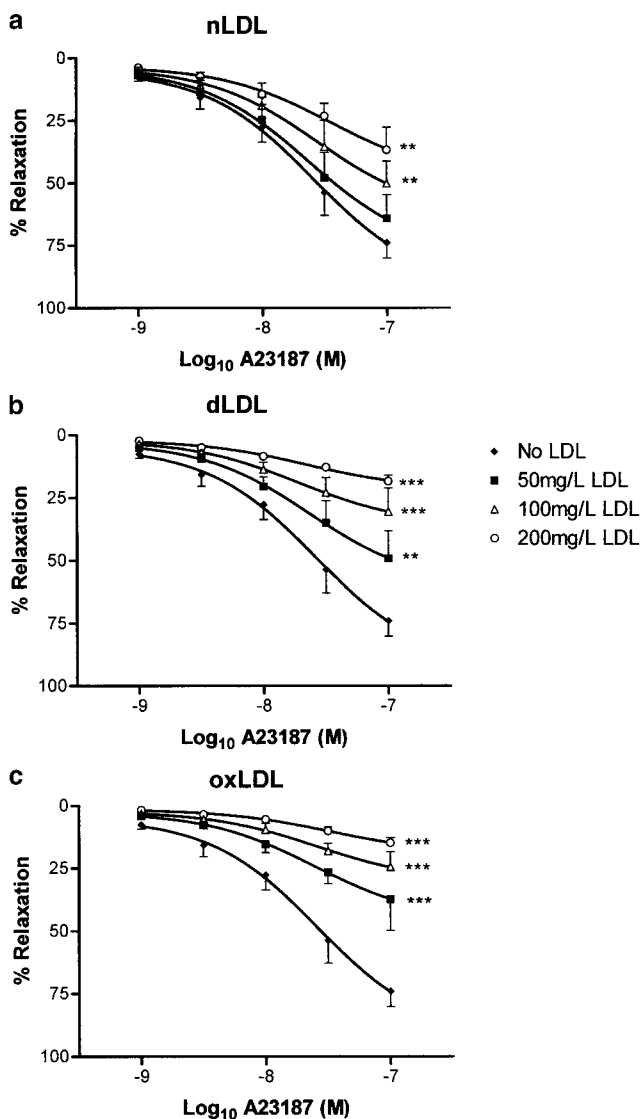 a
nLDL
0
25
50
75
100
% Relaxation
**
**
-9
-8
-7
Log10 A23187 (M)
b
dLDL
0
25
50
75
100
% Relaxation
***
***
**
-9
-8
-7
Log10 A23187 (M)
No LDL
50mg/L LDL
100mg/L LDL
200mg/L LDL
c
oxLDL
0
25
50
75
100
% Relaxation
***
***
***
-9
-8
-7
Log10 A23187 (M)